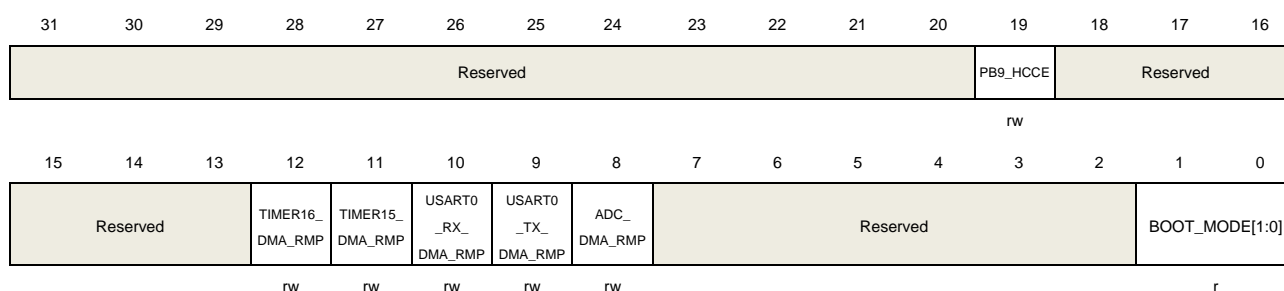 31 30 29 28 27 26 25 24 23 22 21 20 19 18 17 16
Reserved PB9_HCCE Reserved
rw
15 14 13 12 11 10 9 8 7 6 5 4 3 2 1 0
Reserved TIMER16_ DMA_RMP TIMER15_ DMA_RMP USART0 _RX_ DMA_RMP USART0 _TX_ DMA_RMP ADC_ DMA_RMP Reserved BOOT_MODE[1:0]
rw rw rw rw rw r